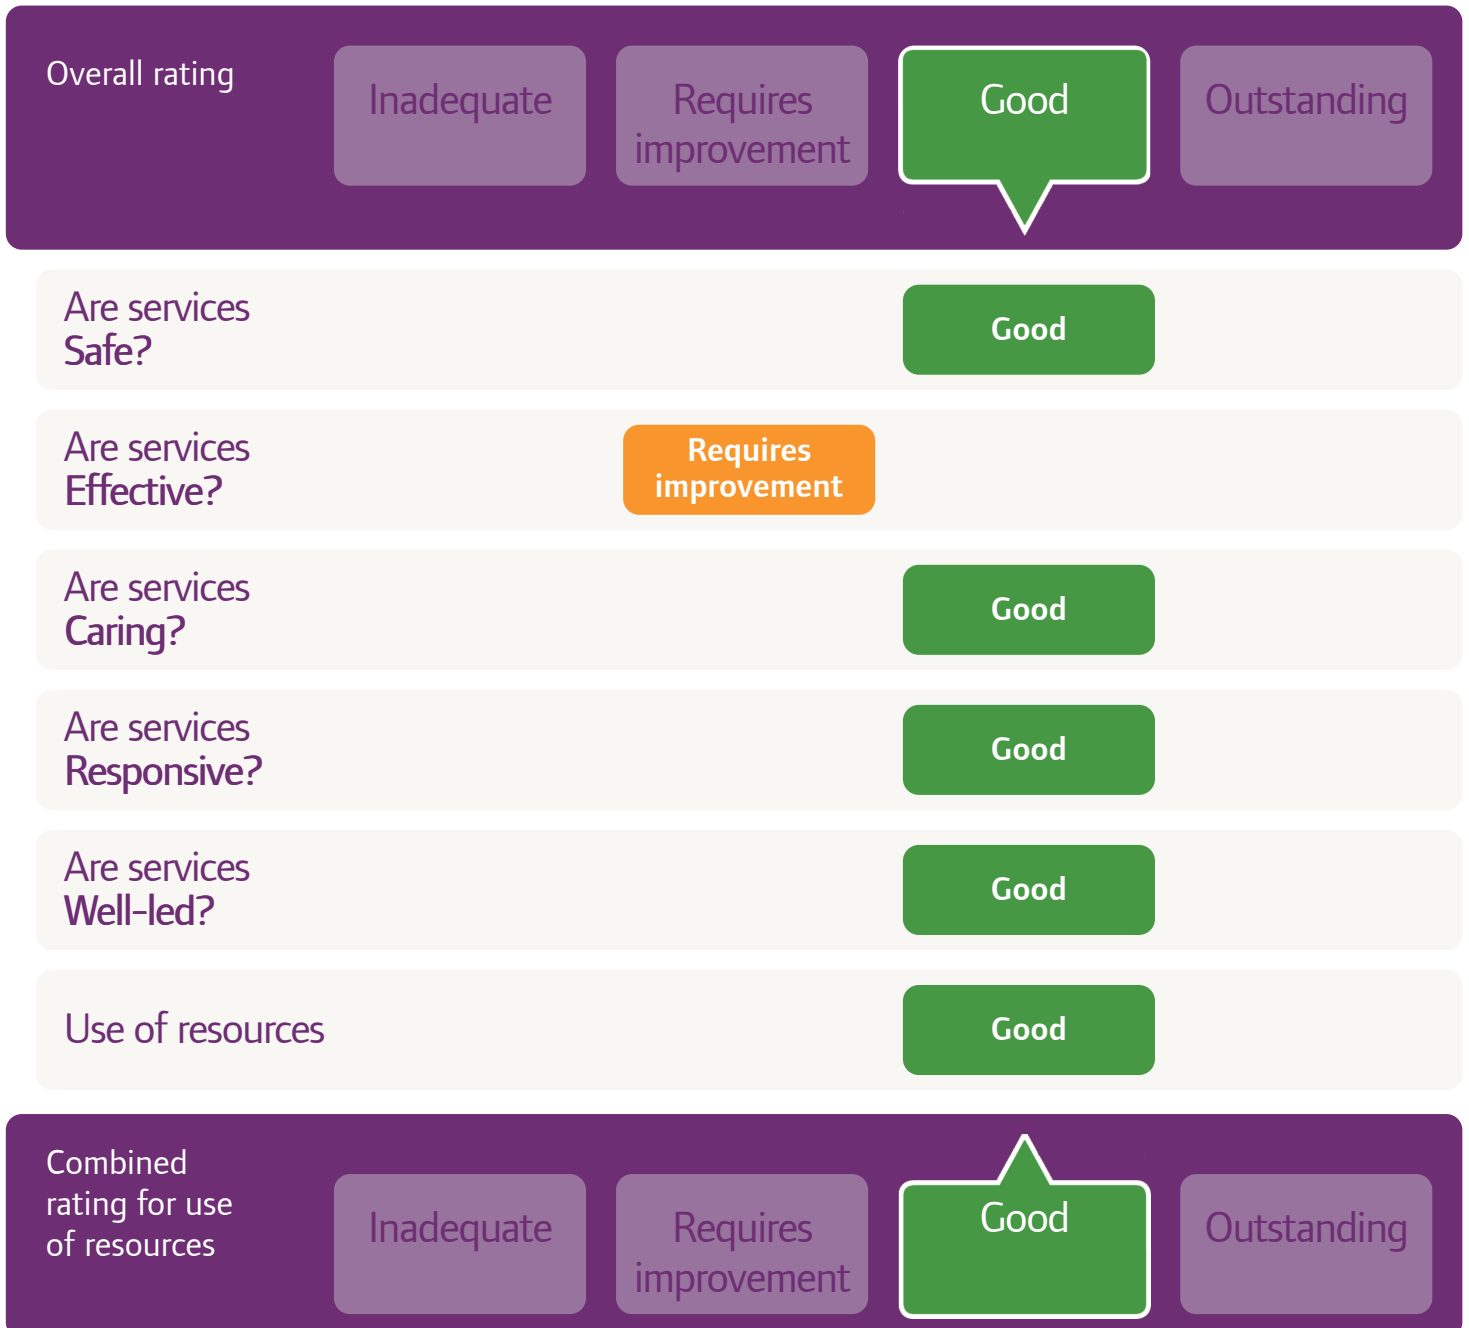 Overall rating
Inadequate
Requires
improvement
Good
Outstanding
Are services
Safe?
Good
Are services
Effective?
Requires
improvement
Are services
Caring?
Good
Are services
Responsive?
Good
Are services
Well-led?
Good
Use of resources
Good
Combined
rating for use
of resources
Inadequate
Requires
improvement
Good
Outstanding